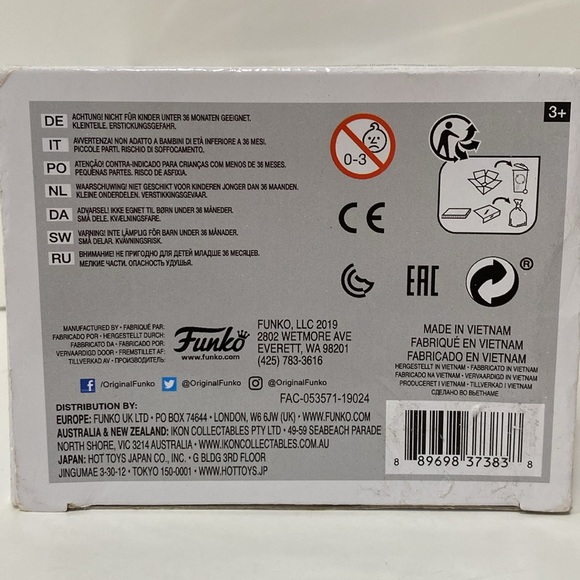 3+
DE ACHTUNG! NICHT FÜR KINDER UNTER 36 MONATEN GEEIGNET.
KLEINTEILE. ERSTICKUNGSGEFAHR.
IT AVVERTENZA! NON ADATTO A BAMBINI DI ETÀ INFERIORE A 36 MESI.
PICCOLE PARTI. RISCHIO DI SOFFOCAMENTO.
PO ATENÇÃO! CONTRA-INDICADO PARA CRIANÇAS COM MENOS DE 36 MESES.
PEQUENAS PARTES. RISCO DE ASFIXIA.
NL WAARSCHUWING! NIET GESCHIKT VOOR KINDEREN JONGER DAN 36 MAANDEN.
KLEINE ONDERDELEN. VERSTIKKINGSGEVAAR.
DA ADVARSEL! IKKE EGNET TIL BØRN UNDER 36 MÅNEDER.
SMÅ DELE. KVÆLNINGSFARE.
SW VARNING! INTE LÄMPLIG FÖR BARN UNDER 36 MÅNADER.
SMÅ DELAR. KVÄVNINGSRISK.
RU ВНИМАНИЕ! НЕ ПРИГОДНО ДЛЯ ДЕТЕЙ МЛАДШЕ 36 МЕСЯЦЕВ.
МЕЛКИЕ ЧАСТИ. ОПАСНОСТЬ УДУШЬЯ.
0-3
CE
EAC
®
MANUFACTURED BY • FABRIQUÉ PAR:
FABRICADO POR • HERGESTELLT DURCH:
FABBRICATO DA • FABRICADO POR:
VERVAARDIGD DOOR • FREMSTILLET AF:
TILLVERKAD AV • ПРОИЗВОДИТЕЛЬ:
Funko
www.funko.com
FUNKO, LLC 2019
2802 WETMORE AVE
EVERETT, WA 98201
(425) 783-3616
MADE IN VIETNAM
FABRIQUÉ EN VIETNAM
FABRICADO EN VIETNAM
HERGESTELLT IN VIETNAM • FABBRICATO IN VIETNAM
FABRICADO NA VIETNAM • VERVAARDIGD IN VIETNAM
PRODUCERET I VIETNAM • TILLVERKAD I VIETNAM
СДЕЛАНО ВО ВЬЕТНАМЕ
/OriginalFunko @OriginalFunko @OriginalFunko
FAC-053571-19024
DISTRIBUTION BY:
EUROPE: FUNKO UK LTD • PO BOX 74644 • LONDON, W6 6JW (UK) • WWW.FUNKO.COM
AUSTRALIA & NEW ZEALAND: IKON COLLECTABLES PTY LTD • 49-59 SEABEACH PARADE
NORTH SHORE, VIC 3214 AUSTRALIA • WWW.IKONCOLLECTABLES.COM.AU
JAPAN: HOT TOYS JAPAN CO., INC. • G BLDG 3RD FLOOR
JINGUMAE 3-30-12 • TOKYO 150-0001 • WWW.HOTTOYS.JP
8 89698 37383 8